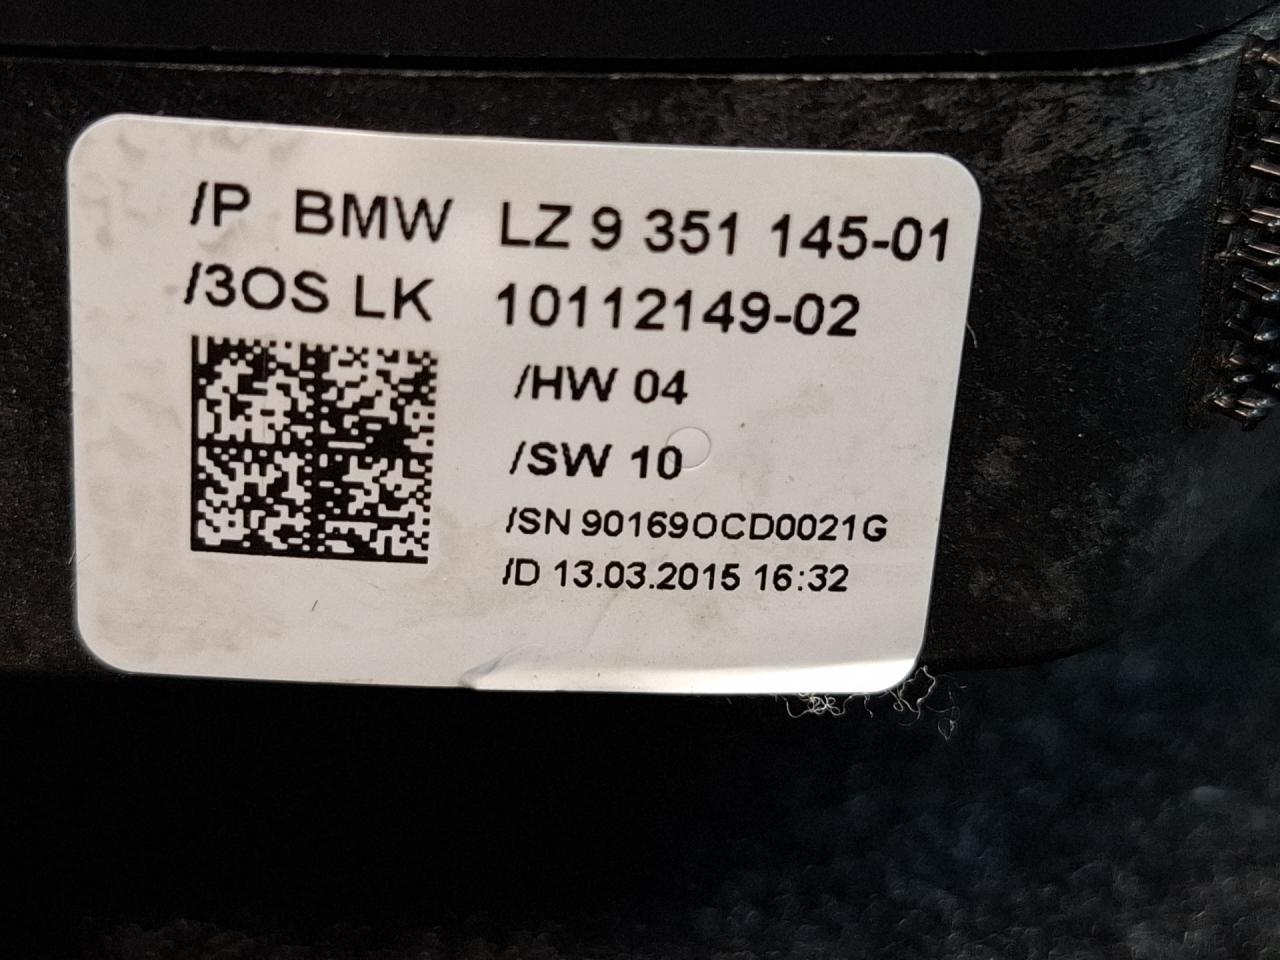 /P BMW LZ 9 351 145-01
/3OS LK 10112149-02
/HW 04
/SW 10
/SN 90169OCD0021G
/D 13.03.2015 16:32